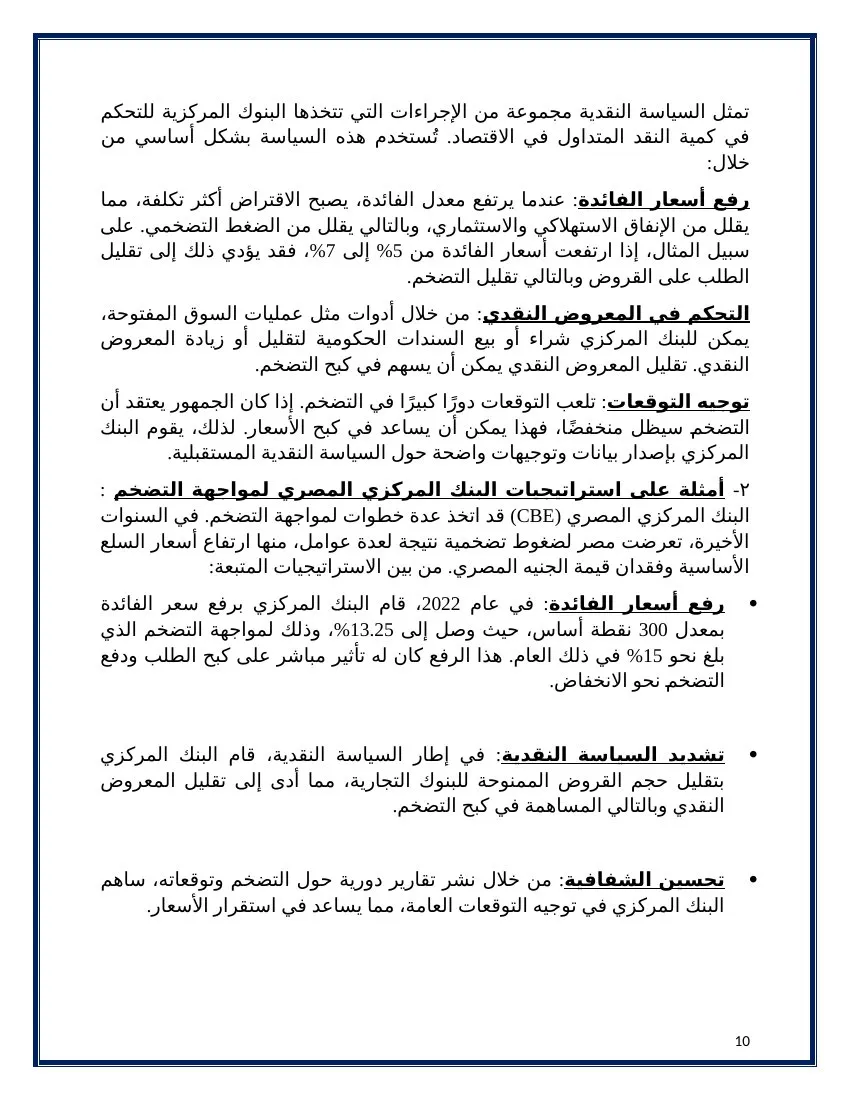 تمثل السياسة النقدية مجموعة من الإجراءات التي تتخذها البنوك المركزية للتحكم
في كمية النقد المتداول في الاقتصاد. تُستخدم هذه السياسة بشكل أساسي من
خلال:
رفع أسعار الفائدة: عندما يرتفع معدل الفائدة، يصبح الاقتراض أكثر تكلفة، مما
يقلل من الإنفاق الاستهلاكي والاستثماري، وبالتالي يقلل من الضغط التضخمي. على
سبيل المثال، إذا ارتفعت أسعار الفائدة من 5% إلى 7%، فقد يؤدي ذلك إلى تقليل
الطلب على القروض وبالتالي تقليل التضخم.
التحكم في المعروض النقدي: من خلال أدوات مثل عمليات السوق المفتوحة،
يمكن للبنك المركزي شراء أو بيع السندات الحكومية لتقليل أو زيادة المعروض
النقدي. تقليل المعروض النقدي يمكن أن يسهم في كبح التضخم.
توجيه التوقعات: تلعب التوقعات دورًا كبيرًا في التضخم. إذا كان الجمهور يعتقد أن
التضخم سيظل منخفضًا، فهذا يمكن أن يساعد في كبح الأسعار. لذلك، يقوم البنك
المركزي بإصدار بيانات وتوجيهات واضحة حول السياسة النقدية المستقبلية.
٢- أمثلة على استراتيجيات البنك المركزي المصري لمواجهة التضخم :
البنك المركزي المصري (CBE) قد اتخذ عدة خطوات لمواجهة التضخم. في السنوات
الأخيرة، تعرضت مصر لضغوط تضخمية نتيجة لعدة عوامل، منها ارتفاع أسعار السلع
الأساسية وفقدان قيمة الجنيه المصري. من بين الاستراتيجيات المتبعة:
• رفع أسعار الفائدة: في عام 2022، قام البنك المركزي برفع سعر الفائدة
بمعدل 300 نقطة أساس، حيث وصل إلى 13.25%، وذلك لمواجهة التضخم الذي
بلغ نحو 15% في ذلك العام. هذا الرفع كان له تأثير مباشر على كبح الطلب ودفع
التضخم نحو الانخفاض.
• تشديد السياسة النقدية: في إطار السياسة النقدية، قام البنك المركزي
بتقليل حجم القروض الممنوحة للبنوك التجارية، مما أدى إلى تقليل المعروض
النقدي وبالتالي المساهمة في كبح التضخم.
• تحسين الشفافية: من خلال نشر تقارير دورية حول التضخم وتوقعاته، ساهم
البنك المركزي في توجيه التوقعات العامة، مما يساعد في استقرار الأسعار.
10